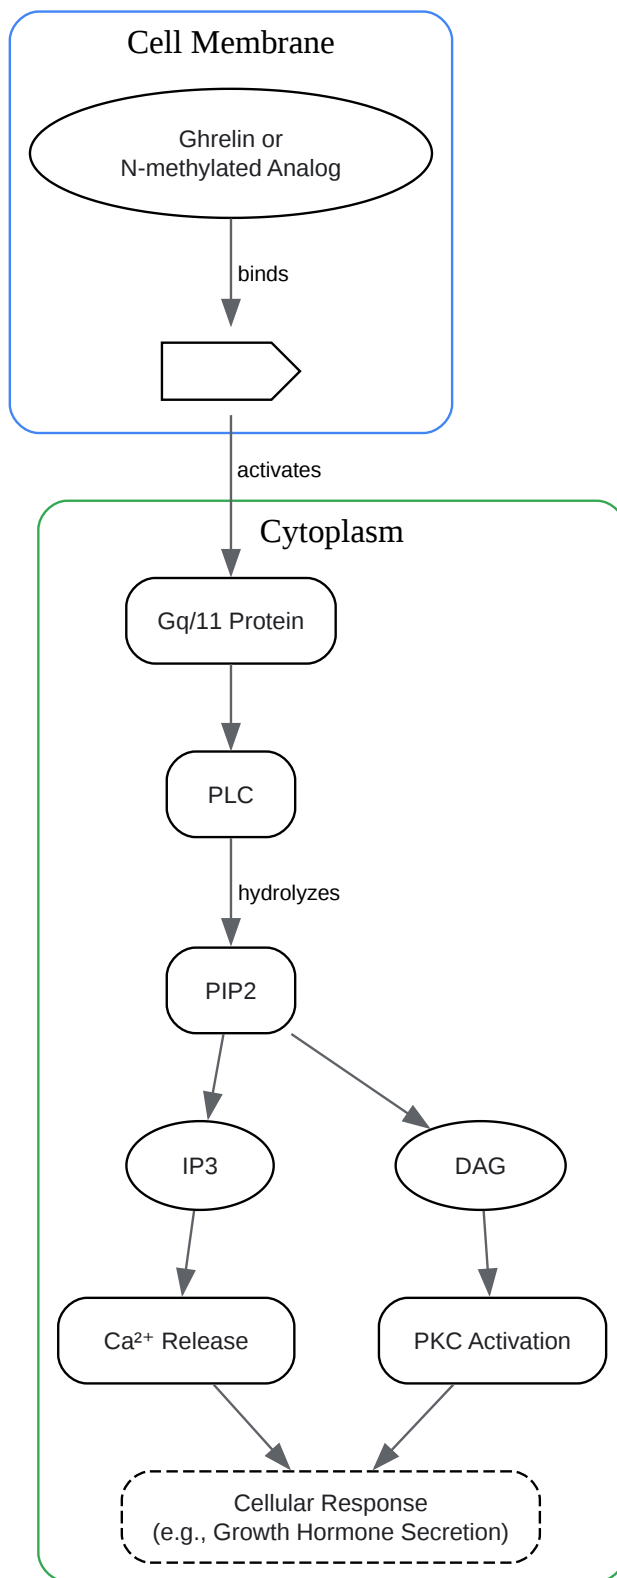 Cell Membrane
Ghrelin or
N-methylated Analog
binds
activates
Cytoplasm
Gq/11 Protein
PLC
hydrolyzes
PIP2
IP3
DAG
Ca²⁺ Release
PKC Activation
Cellular Response
(e.g., Growth Hormone Secretion)